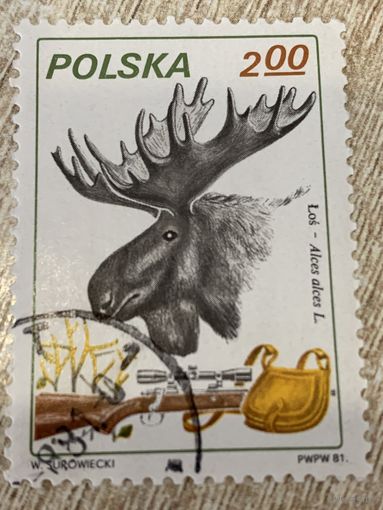 POLSKA 2.00
Łoś - Alces alces L.
W. SUROWIECKI
PWPW 81.